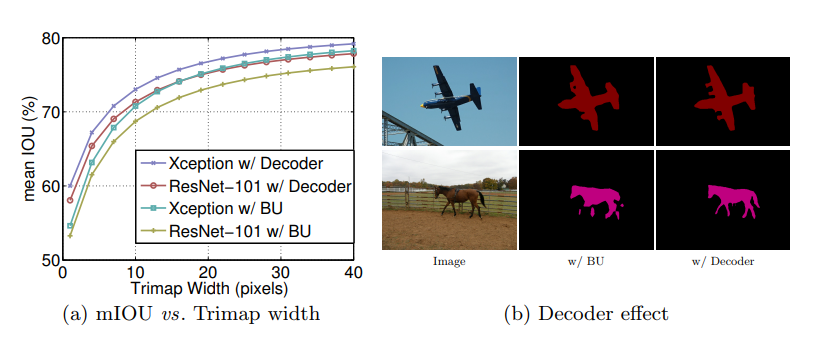 80
70
60
50
mean IOU (%)
Xception w/ Decoder
ResNet−101 w/ Decoder
Xception w/ BU
ResNet−101 w/ BU
0 10 20 30 40
Trimap Width (pixels)
(a) mIOU vs. Trimap width
Image w/ BU w/ Decoder
(b) Decoder effect